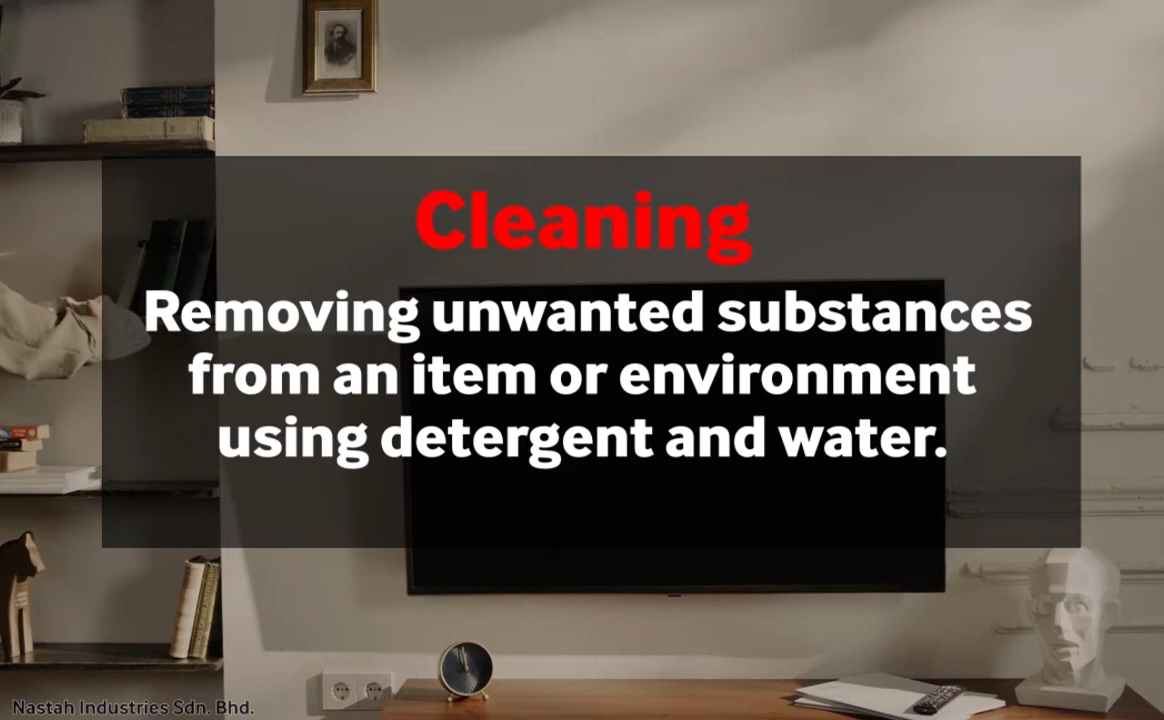 Cleaning
Removing unwanted substances
from an item or environment
using detergent and water.
Nastah Industries Sdn. Bhd.